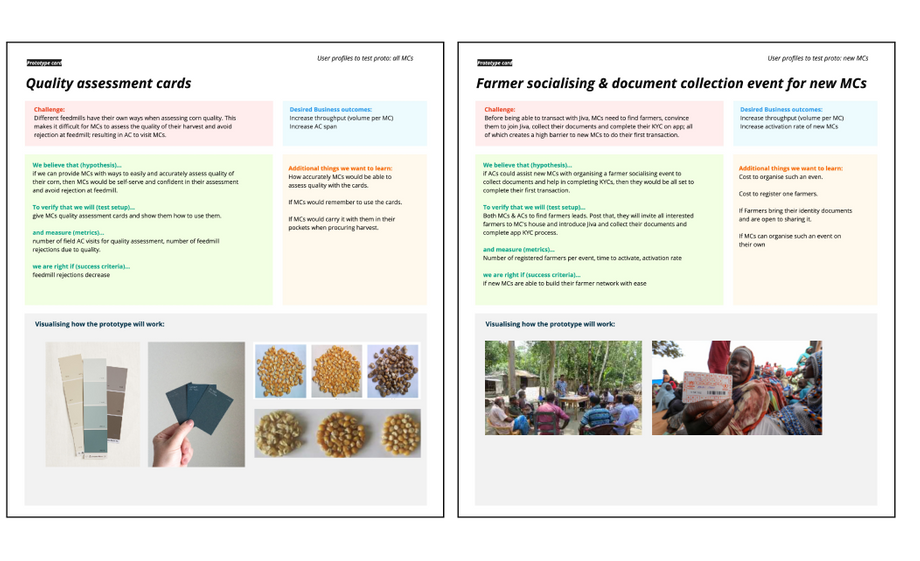 Prototype card
User profiles to test proto: all MCs
Quality assessment cards
Challenge:
Different feedmills have their own ways when assessing corn quality. This
makes it difficult for MCs to assess the quality of their harvest and avoid
rejection at feedmill; resulting in AC to visit MCs.
Desired Business outcomes:
Increase throughput (volume per MC)
Increase AC span
We believe that (hypothesis)...
if we can provide MCs with ways to easily and accurately assess quality of
their corn, then MCs would be self-serve and confident in their assessment
and avoid rejection at feedmill.
To verify that we will (test setup)...
give MCs quality assessment cards and show them how to use them.
and measure (metrics)...
number of field AC visits for quality assessment, number of feedmill
rejections due to quality.
we are right if (success criteria)...
feedmill rejections decrease
Additional things we want to learn:
How accurately MCs would be able to
assess quality with the cards.
If MCs would remember to use the cards.
If MCs would carry it with them in their
pockets when procuring harvest.
Visualising how the prototype will work:
Prototype card
User profiles to test proto: new MCs
Farmer socialising & document collection event for new MCs
Challenge:
Before being able to transact with Jiva, MCs need to find farmers, convince
them to join Jiva, collect their documents and complete their KYC on app; all
of which creates a high barrier to new MCs to do their first transaction.
Desired Business outcomes:
Increase throughput (volume per MC)
Increase activation rate of new MCs
We believe that (hypothesis)...
if ACs could assist new MCs with organising a farmer socialising event to
collect documents and help in completing KYCs, then they would be all set to
complete their first transaction.
To verify that we will (test setup)...
Both MCs & ACs to find farmers leads. Post that, they will invite all interested
farmers to MC's house and introduce Jiva and collect their documents and
complete app KYC process.
and measure (metrics)...
Number of registered farmers per event, time to activate, activation rate
we are right if (success criteria)...
if new MCs are able to build their farmer network with ease
Additional things we want to learn:
Cost to organise such an even.
Cost to register one farmers.
If Farmers bring their identity documents
and are open to sharing it.
If MCs can organise such an event on
their own
Visualising how the prototype will work: